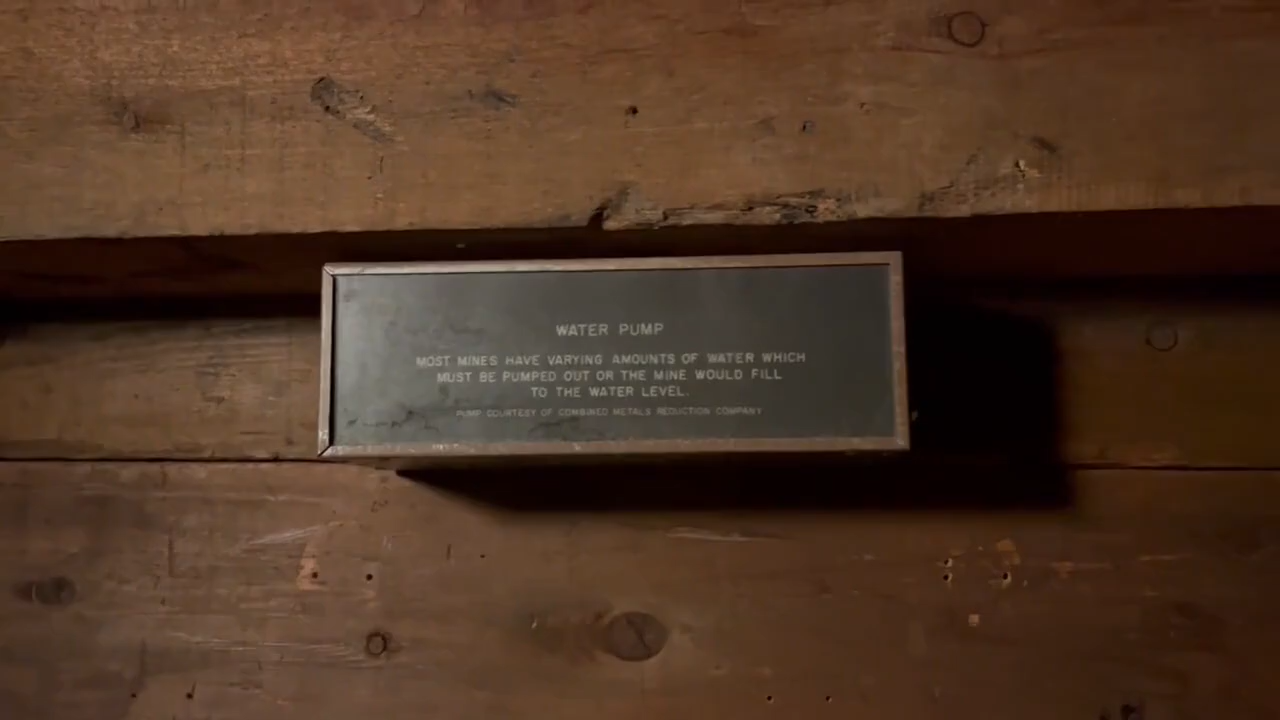 WATER PUMP
MOST MINES HAVE VARYING AMOUNTS OF WATER WHICH
MUST BE PUMPED OUT OR THE MINE WOULD FILL
TO THE WATER LEVEL.
PUMP COURTESY OF COMBINED METALS REDUCTION COMPANY